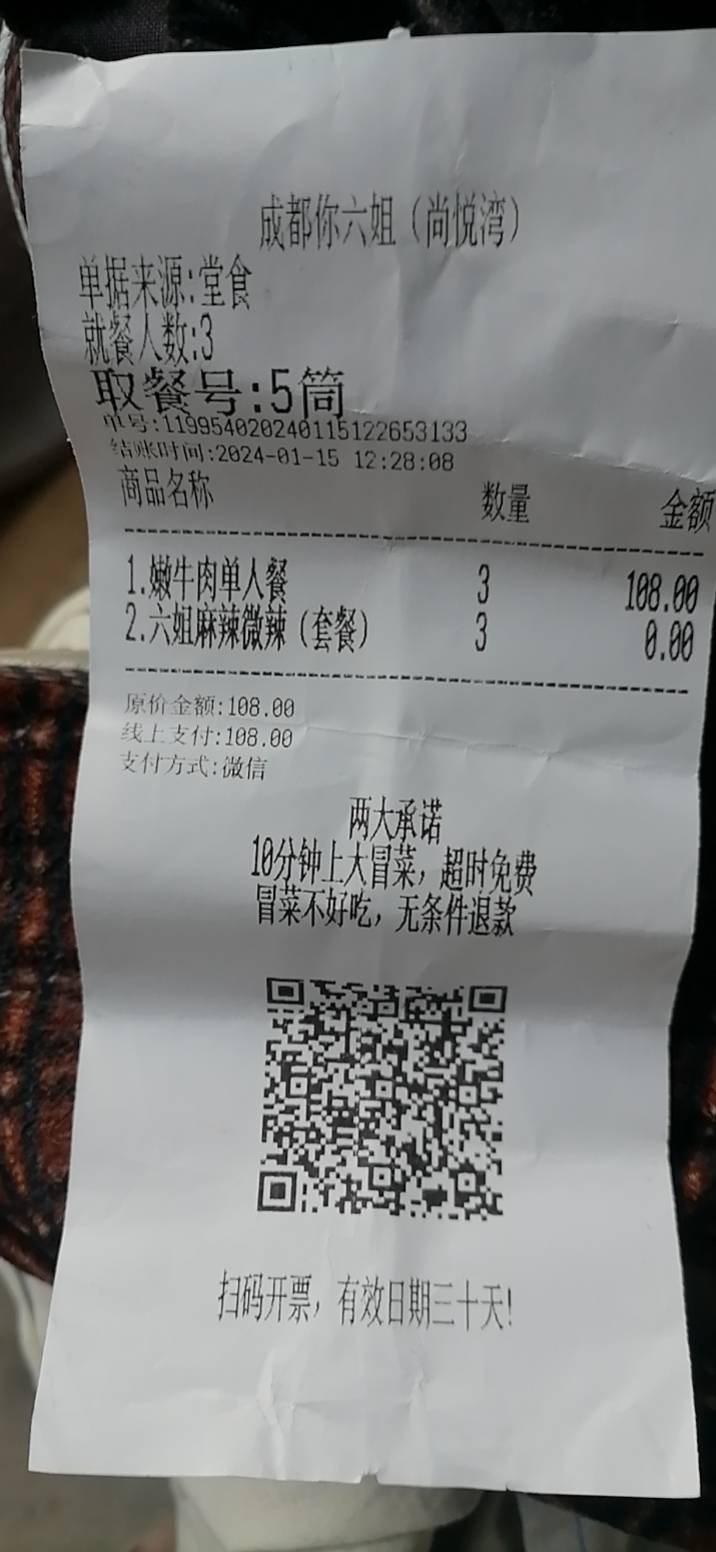 成都你六姐（尚悦湾）
单据来源:堂食
就餐人数:3
取餐号:5筒
单号:11995402024011512265​3133
结账时间:2024-01-15 12:28:08
商品名称 数量 金额
1.嫩牛肉单人餐 3 108.00
2.六姐麻辣微辣（套餐） 3 0.00
原价金额:108.00
线上支付:108.00
支付方式:微信
两大承诺
10分钟上大冒菜，超时免费
冒菜不好吃，无条件退款
扫码开票，有效日期三十天!